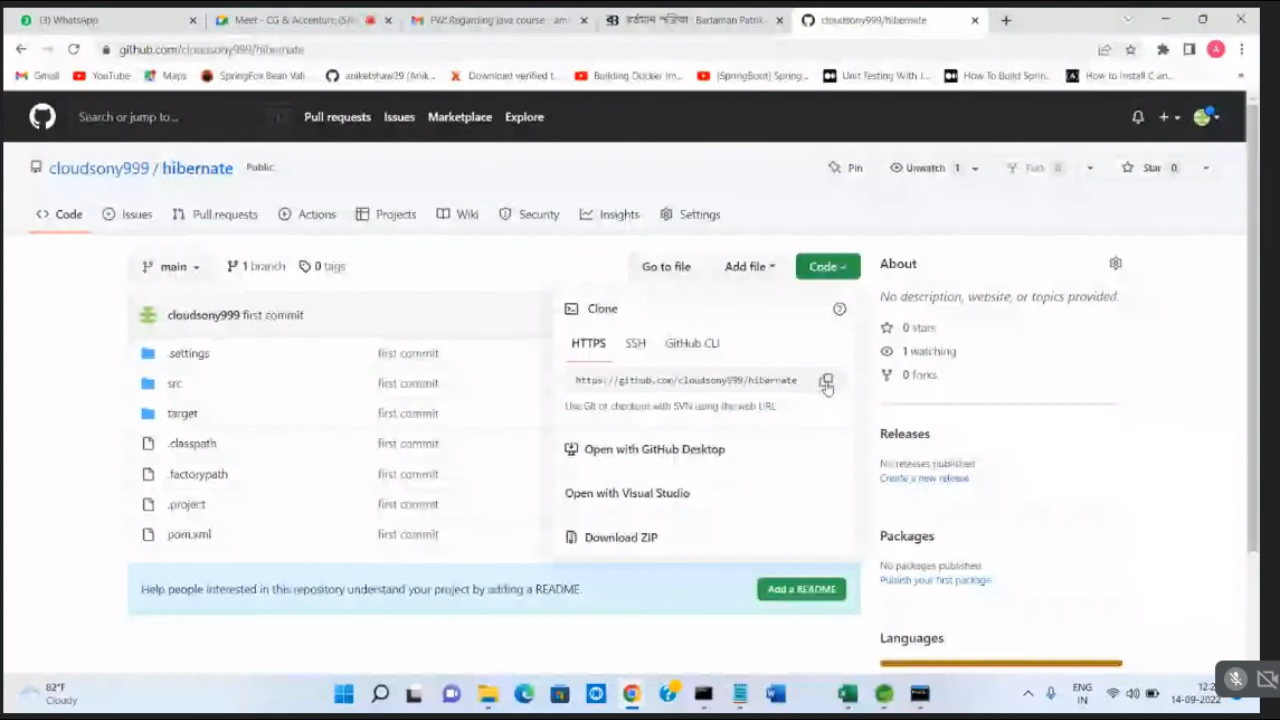 (3) WhatsApp
Meet - CG & Accenture (SA
PW: Regarding java course - ami
বর্তমান পত্রিকা Bartaman Patrik
cloudsony999/hibernate
github.com/cloudsony999/hibernate
Gmail
YouTube
Maps
SpringFox Bean Vali...
aniketshaw29 (Anik...
Download verified t...
Building Docker Im...
(SpringBoot| Spring...
Unit Testing With J...
How To Build Sprin...
How to Install C an...
»
Search or jump to...
Pull requests Issues Marketplace Explore
cloudsony999 / hibernate Public
Pin
Unwatch 1
Fork 0
Star 0
<> Code
Issues
Pull requests
Actions
Projects
Wiki
Security
Insights
Settings
main
1 branch
0 tags
Go to file
Add file
Code
cloudsony999 first commit
.settings first commit
src first commit
target first commit
.classpath first commit
.factorypath first commit
.project first commit
pom.xml first commit
Clone
HTTPS SSH GitHub CLI
https://github.com/cloudsony999/hibernate
Use Git or checkout with SVN using the web URL
Open with GitHub Desktop
Open with Visual Studio
Download ZIP
Help people interested in this repository understand your project by adding a README.
Add a README
About
No description, website, or topics provided.
0 stars
1 watching
0 forks
Releases
No releases published
Create a new release
Packages
No packages published
Publish your first package
Languages
82°F
Cloudy
ENG
IN
14-09-2022